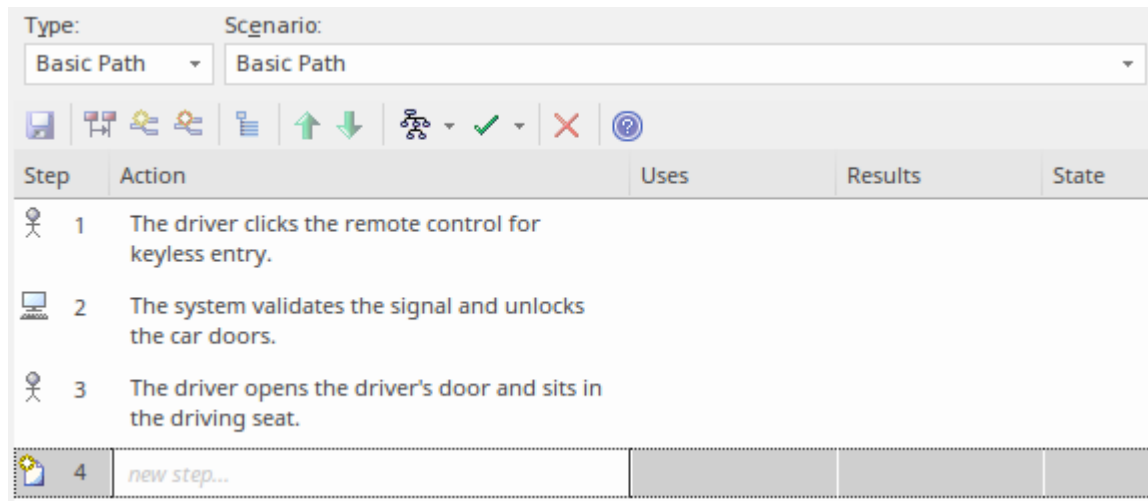 Type: Scenario:
Basic Path Basic Path
Step Action Uses Results State
1 The driver clicks the remote control for
keyless entry.
2 The system validates the signal and unlocks
the car doors.
3 The driver opens the driver's door and sits in
the driving seat.
4 new step...